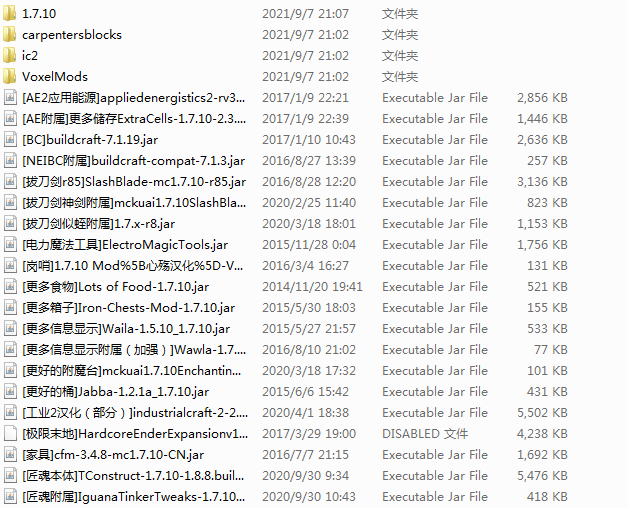 1.7.10 2021/9/7 21:07 文件夹
carpentersblocks 2021/9/7 21:02 文件夹
ic2 2021/9/7 21:02 文件夹
VoxelMods 2021/9/7 21:02 文件夹
[AE2应用能源]appliedenergistics2-rv3... 2017/1/9 22:21 Executable Jar File 2,856 KB
[AE附属]更多储存ExtraCells-1.7.10-2.3.... 2017/1/9 22:39 Executable Jar File 1,446 KB
[BC]buildcraft-7.1.19.jar 2017/1/10 10:43 Executable Jar File 2,636 KB
[NEIBC附属]buildcraft-compat-7.1.3.jar 2016/8/27 13:39 Executable Jar File 257 KB
[拔刀剑r85]SlashBlade-mc1.7.10-r85.jar 2016/8/28 12:20 Executable Jar File 3,136 KB
[拔刀剑神剑附属]mckuai1.7.10SlashBla... 2020/2/25 11:40 Executable Jar File 823 KB
[拔刀剑似蛭附属]1.7.x-r8.jar 2020/3/18 18:01 Executable Jar File 1,153 KB
[电力魔法工具]ElectroMagicTools.jar 2015/11/28 0:04 Executable Jar File 1,756 KB
[岗哨]1.7.10 Mod%5B心殇汉化%5D-V... 2016/3/4 16:27 Executable Jar File 131 KB
[更多食物]Lots of Food-1.7.10.jar 2014/11/20 19:41 Executable Jar File 521 KB
[更多箱子]Iron-Chests-Mod-1.7.10.jar 2015/5/30 18:03 Executable Jar File 155 KB
[更多信息显示]Waila-1.5.10_1.7.10.jar 2015/5/27 21:57 Executable Jar File 533 KB
[更多信息显示附属（加强）]Wawla-1.7.... 2016/8/10 21:02 Executable Jar File 77 KB
[更好的附魔台]mckuai1.7.10Enchantin... 2020/3/18 17:32 Executable Jar File 101 KB
[更好的桶]Jabba-1.2.1a_1.7.10.jar 2015/6/6 15:42 Executable Jar File 431 KB
[工业2汉化（部分）]industrialcraft-2-2.... 2020/4/1 18:38 Executable Jar File 5,502 KB
[极限末地]HardcoreEnderExpansionv1... 2017/3/29 19:00 DISABLED 文件 4,238 KB
[家具]cfm-3.4.8-mc1.7.10-CN.jar 2016/7/7 21:15 Executable Jar File 1,692 KB
[匠魂本体]TConstruct-1.7.10-1.8.8.buil... 2020/9/30 9:34 Executable Jar File 5,476 KB
[匠魂附属]IguanaTinkerTweaks-1.7.10... 2020/9/30 10:43 Executable Jar File 418 KB